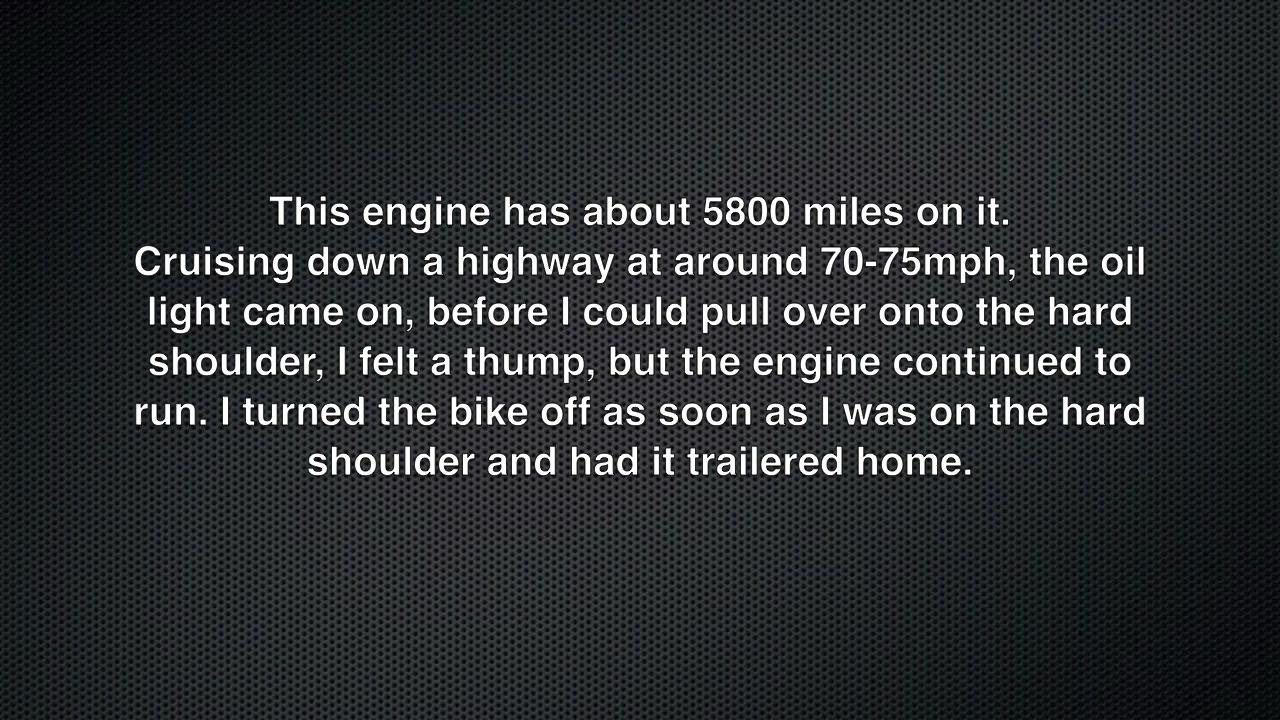 This engine has about 5800 miles on it.
Cruising down a highway at around 70-75mph, the oil
light came on, before I could pull over onto the hard
shoulder, I felt a thump, but the engine continued to
run. I turned the bike off as soon as I was on the hard
shoulder and had it trailered home.